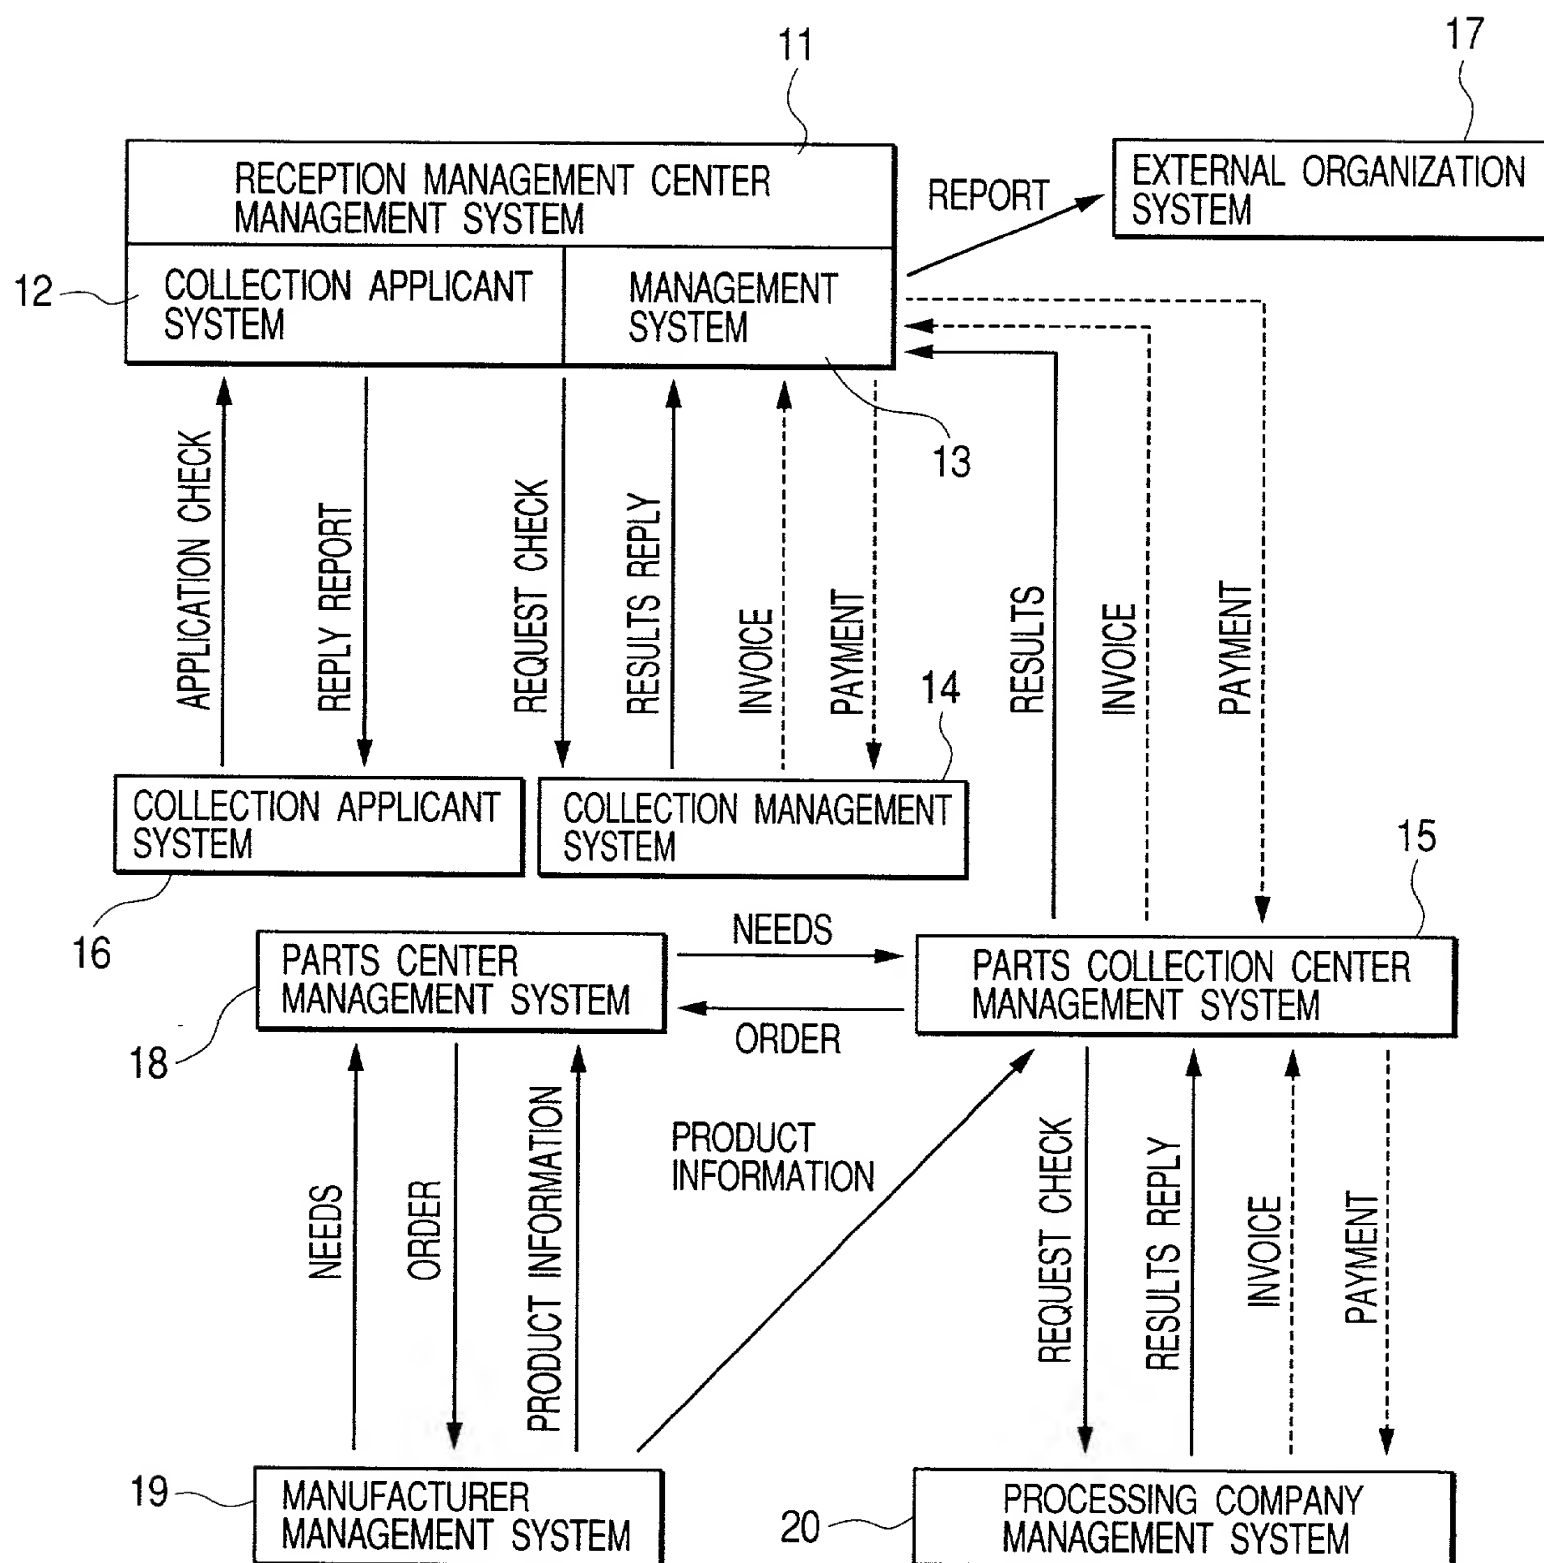 11
17
RECEPTION MANAGEMENT CENTER
MANAGEMENT SYSTEM
REPORT
EXTERNAL ORGANIZATION
SYSTEM
12
COLLECTION APPLICANT
SYSTEM
MANAGEMENT
SYSTEM
13
APPLICATION CHECK
REPLY REPORT
REQUEST CHECK
RESULTS REPLY
INVOICE
PAYMENT
RESULTS
INVOICE
PAYMENT
14
COLLECTION APPLICANT
SYSTEM
COLLECTION MANAGEMENT
SYSTEM
15
16
PARTS CENTER
MANAGEMENT SYSTEM
NEEDS
ORDER
PARTS COLLECTION CENTER
MANAGEMENT SYSTEM
18
NEEDS
ORDER
PRODUCT INFORMATION
PRODUCT
INFORMATION
REQUEST CHECK
RESULTS REPLY
INVOICE
PAYMENT
19
MANUFACTURER
MANAGEMENT SYSTEM
20
PROCESSING COMPANY
MANAGEMENT SYSTEM